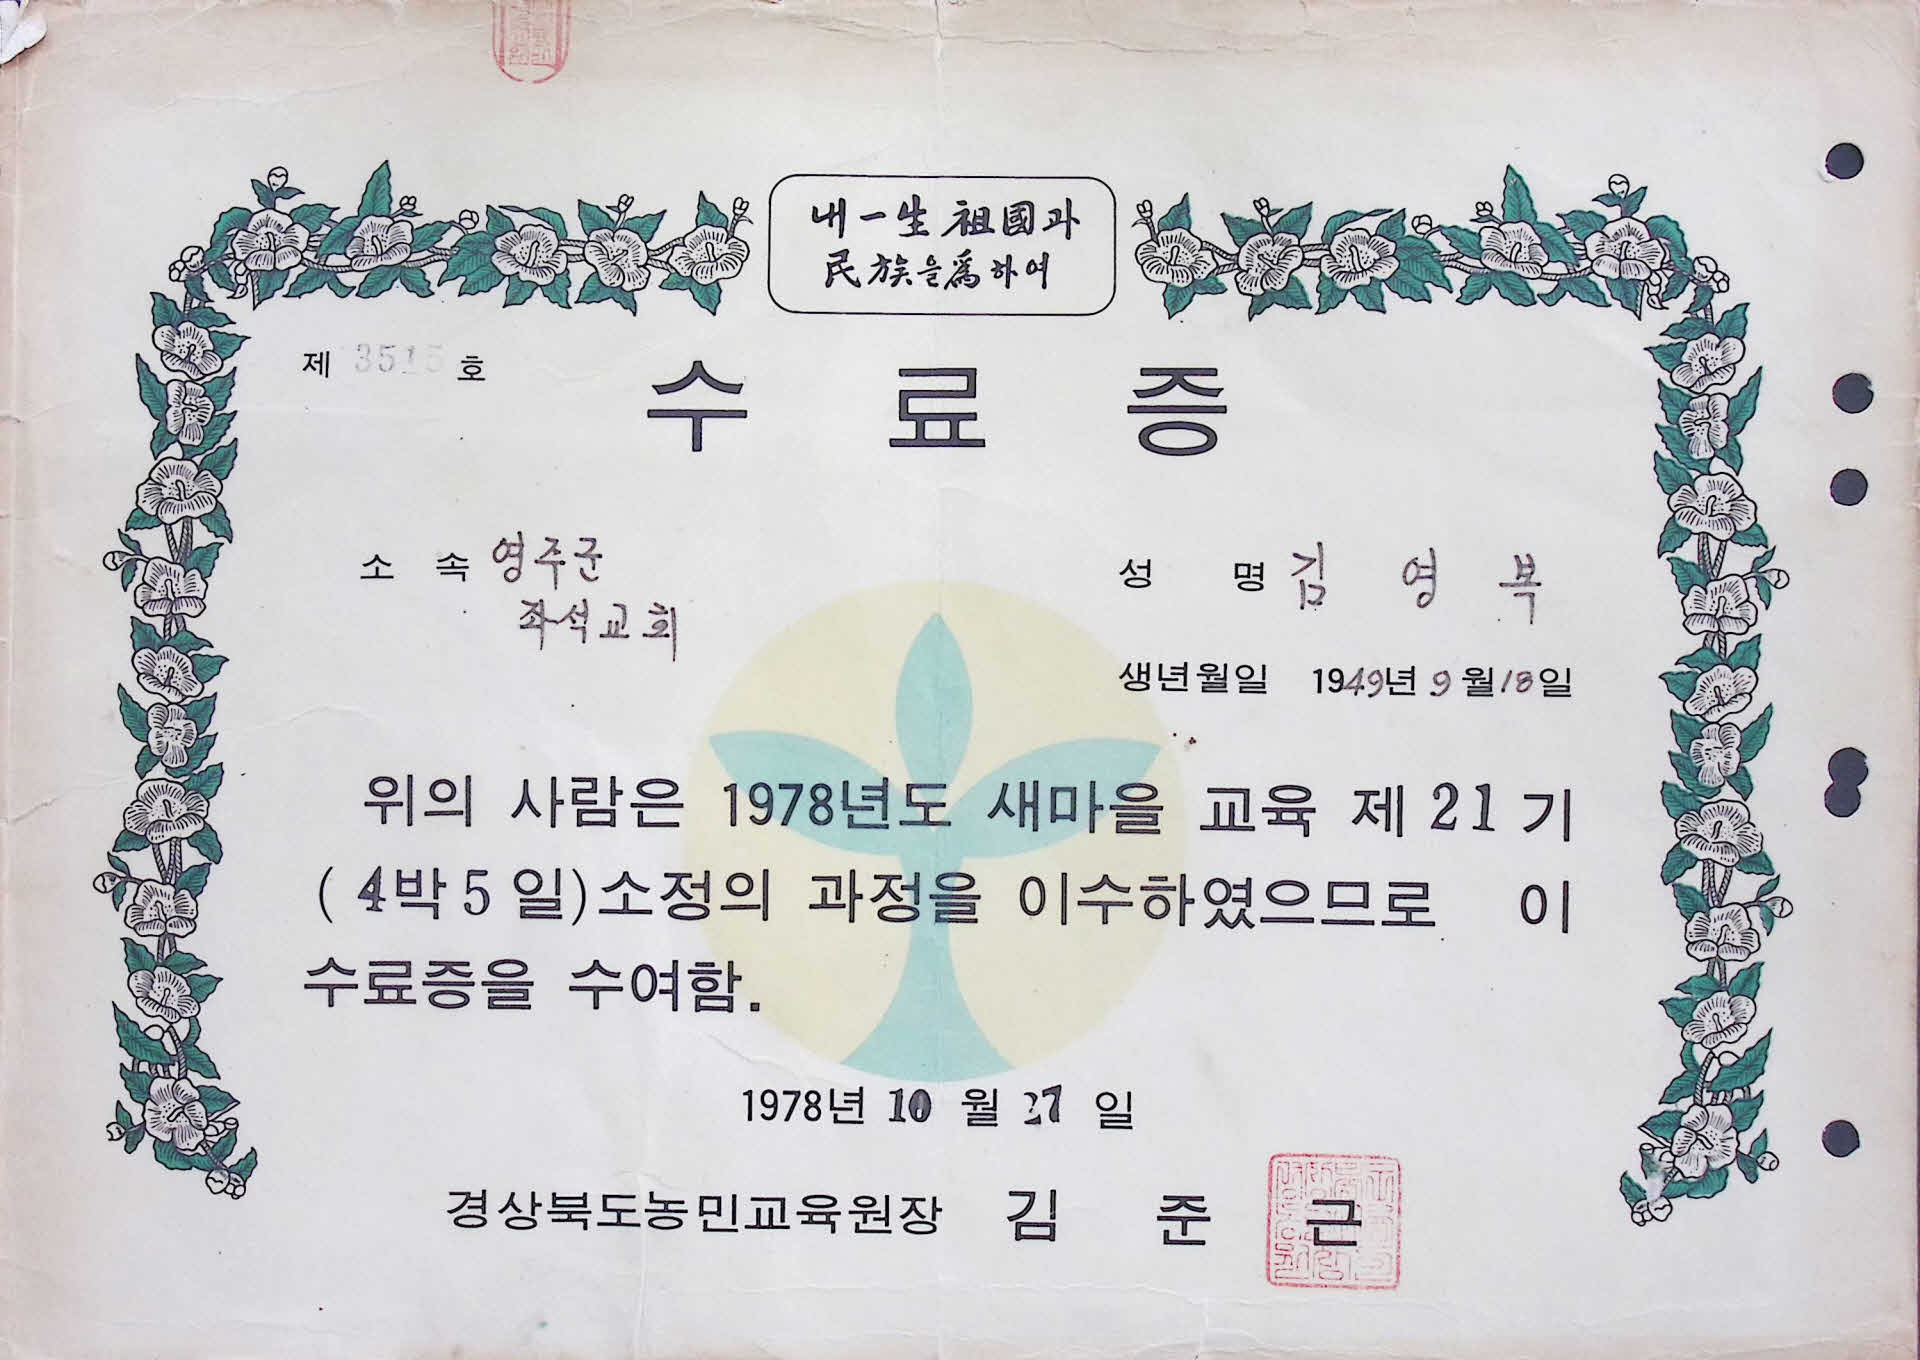 내 一生 祖國과
民族을 爲하여
제 3515 호
수 료 증
소 속 영주군
좌석교회
성 명 김 영 복
생년월일 1949년 9월 18일
위의 사람은 1978년도 새마을 교육 제 21 기
( 4박 5 일) 소정의 과정을 이수하였으므로 이
수료증을 수여함.
1978년 10 월 27 일
경상북도농민교육원장 김 준 근